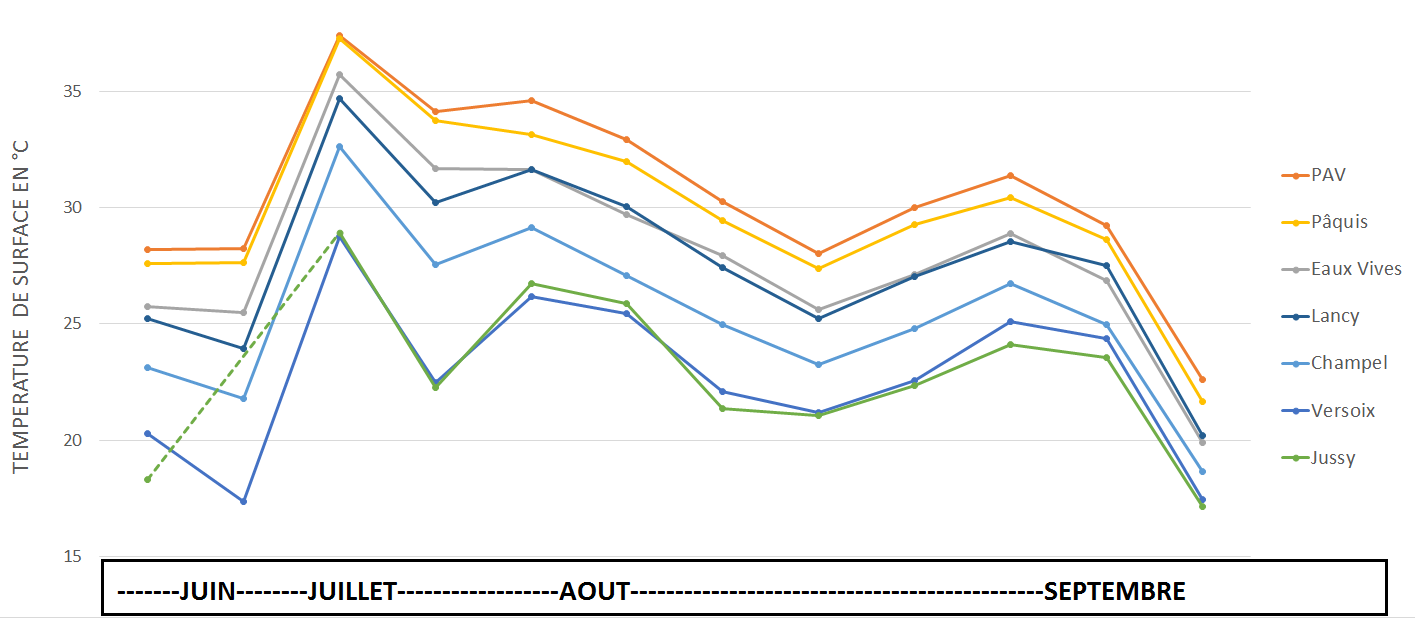 TEMPERATURE DE SURFACE EN °C
35
30
25
20
15
-------JUIN--------JUILLET------------------AOUT----------------------------------------------SEPTEMBRE
PAV
Pâquis
Eaux Vives
Lancy
Champel
Versoix
Jussy